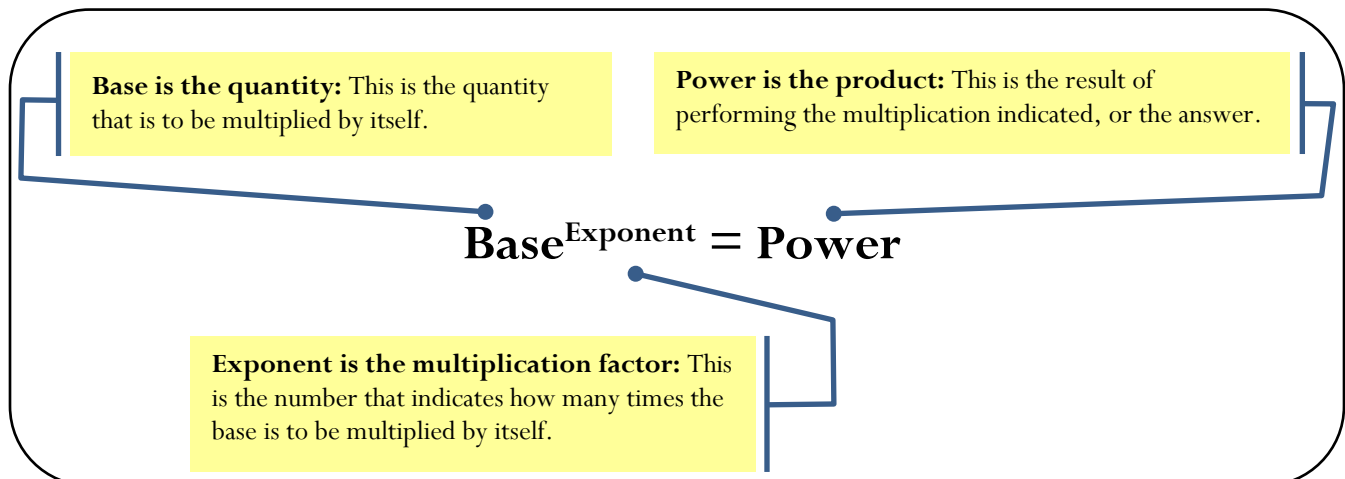 Base is the quantity: This is the quantity
that is to be multiplied by itself.
Power is the product: This is the result of
performing the multiplication indicated, or the answer.
Base^Exponent = Power
Exponent is the multiplication factor: This
is the number that indicates how many times the
base is to be multiplied by itself.